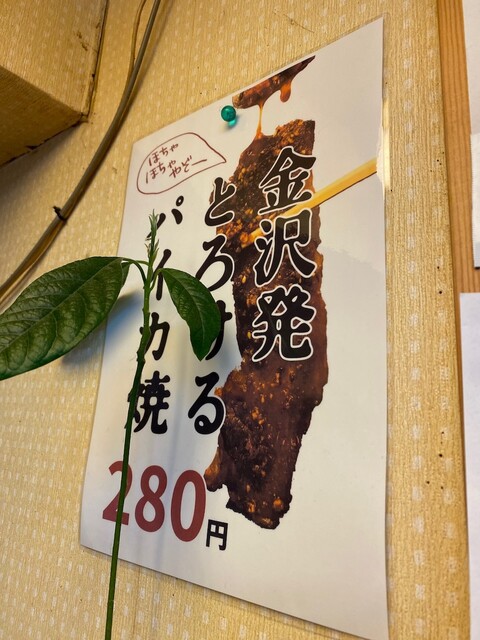 金沢発
とろける
パイカ焼
280円
ほちゃ
ほちゃ
やぞー